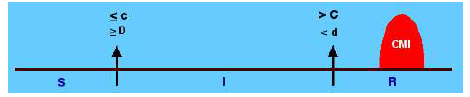 ≤ c > C
≥ D < d
CMI
S I R